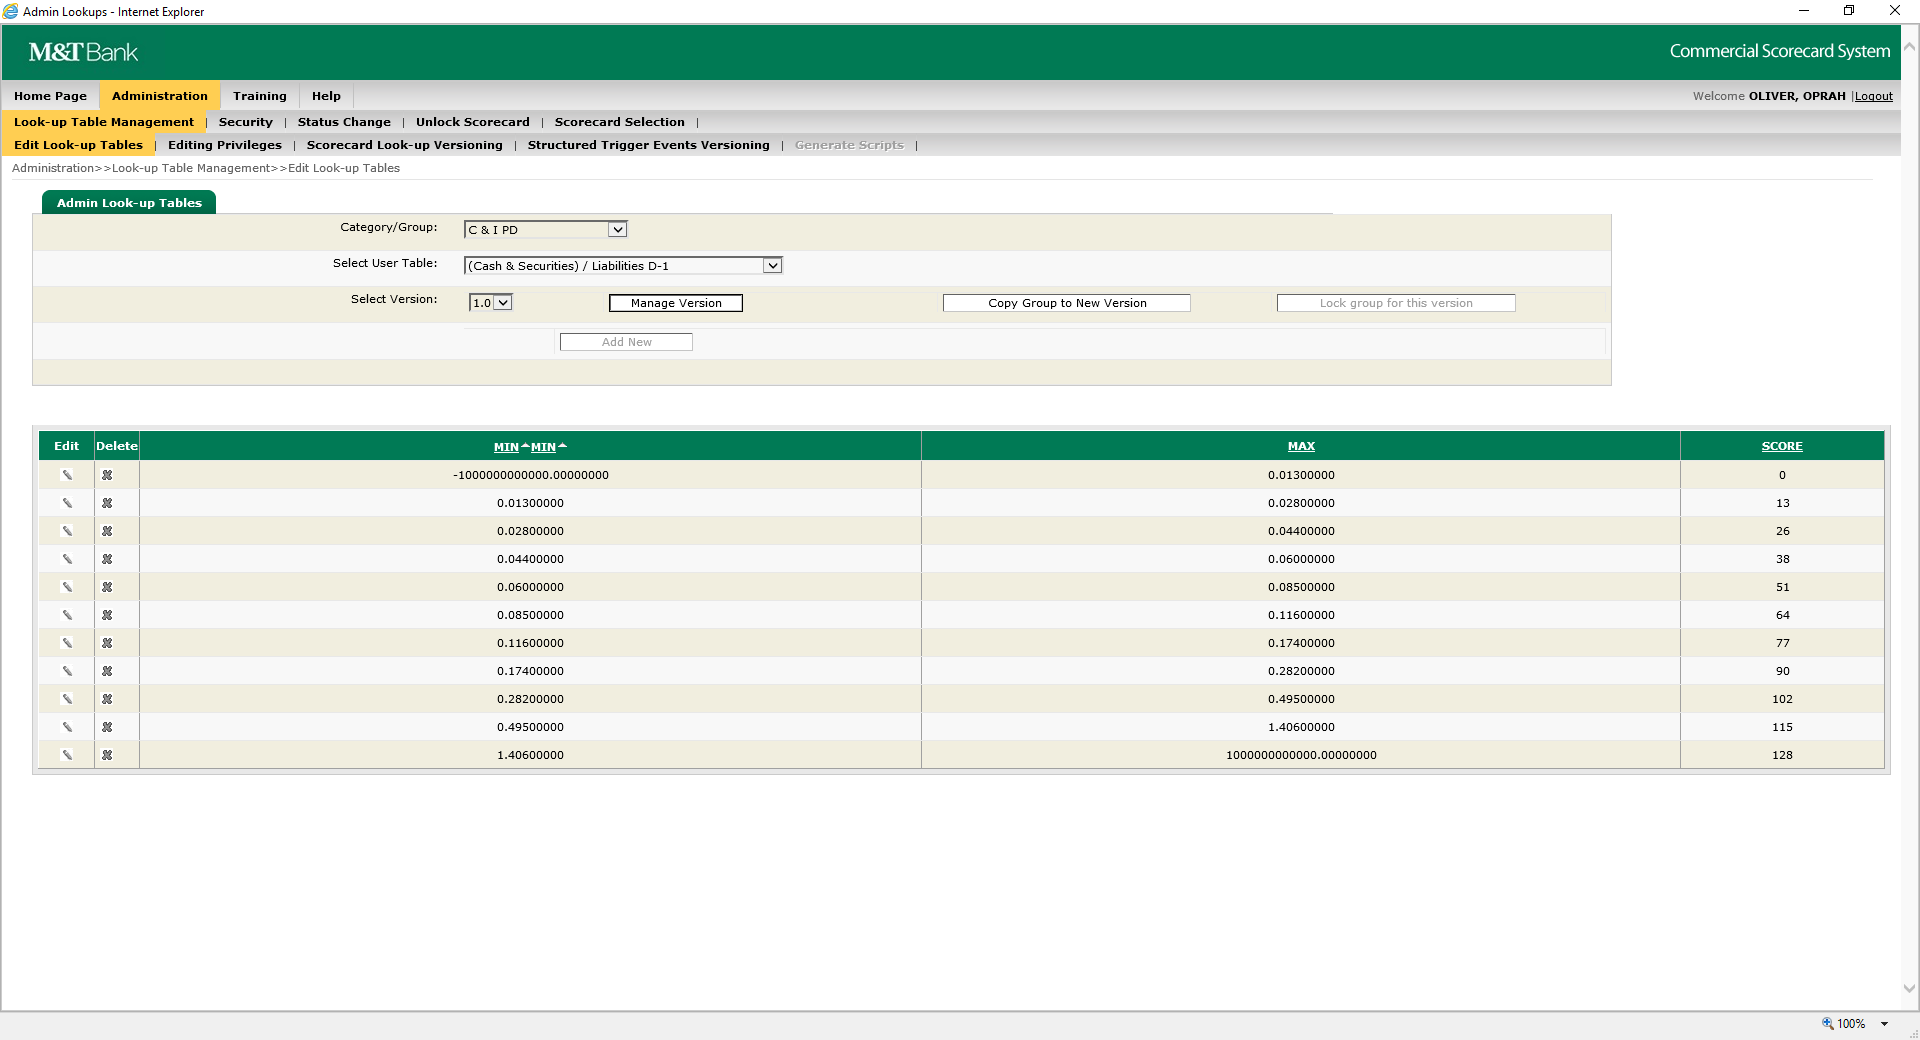 Admin Lookups - Internet Explorer
M&T Bank
Commercial Scorecard System
Home Page Administration Training Help
Welcome OLIVER, OPRAH |Logout
Look-up Table Management | Security | Status Change | Unlock Scorecard | Scorecard Selection |
Edit Look-up Tables | Editing Privileges | Scorecard Look-up Versioning | Structured Trigger Events Versioning | Generate Scripts |
Administration>>Look-up Table Management>>Edit Look-up Tables
Admin Look-up Tables
Category/Group: C & I PD
Select User Table: (Cash & Securities) / Liabilities D-1
Select Version: 1.0 Manage Version Copy Group to New Version Lock group for this version
Add New
Edit Delete MIN MIN MAX SCORE
-1000000000000.00000000 0.01300000 0
0.01300000 0.02800000 13
0.02800000 0.04400000 26
0.04400000 0.06000000 38
0.06000000 0.08500000 51
0.08500000 0.11600000 64
0.11600000 0.17400000 77
0.17400000 0.28200000 90
0.28200000 0.49500000 102
0.49500000 1.40600000 115
1.40600000 1000000000000.00000000 128
100%